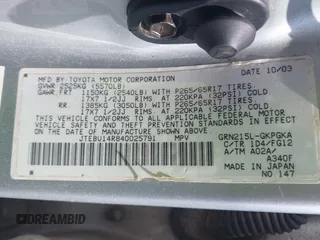 MFD BY: TOYOTA MOTOR CORPORATION 10/03
GVWR 2525KG (5570LB)
GAWR FRT 1150KG (2540LB) WITH P265/65R17 TIRES,
17X7 1/2JJ RIMS AT 220KPA (32PSI) COLD
RR 1385KG (3050LB) WITH P265/65R17 TIRES,
17X7 1/2JJ RIMS AT 220KPA (32PSI) COLD
THIS VEHICLE CONFORMS TO ALL APPLICABLE FEDERAL MOTOR
VEHICLE SAFETY STANDARDS IN EFFECT ON THE DATE OF
MANUFACTURE SHOWN ABOVE.
JTEBU14R840025791 MPV
GRN215L-GKPGKA
C/TR 1D4/FG12
A/TM A02A/
A340F
MADE IN JAPAN
NO 147
DREAMBID